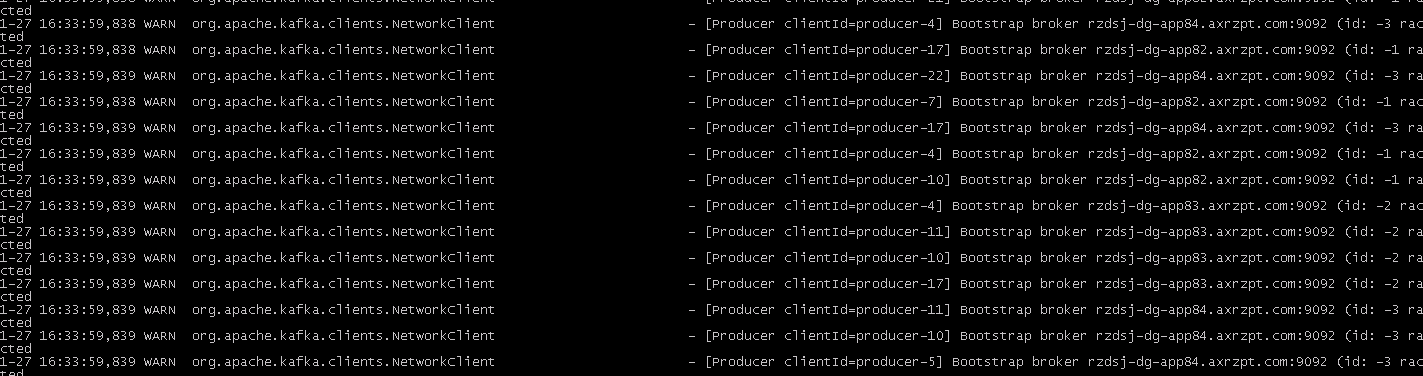 cted
1-27 16:33:59,838 WARN  org.apache.kafka.clients.NetworkClient                        - [Producer clientId=producer-4] Bootstrap broker rzdsj-dg-app84.axrzpt.com:9092 (id: -3 rac
ted
1-27 16:33:59,838 WARN  org.apache.kafka.clients.NetworkClient                        - [Producer clientId=producer-17] Bootstrap broker rzdsj-dg-app82.axrzpt.com:9092 (id: -1 ra
cted
1-27 16:33:59,839 WARN  org.apache.kafka.clients.NetworkClient                        - [Producer clientId=producer-22] Bootstrap broker rzdsj-dg-app84.axrzpt.com:9092 (id: -3 ra
cted
1-27 16:33:59,838 WARN  org.apache.kafka.clients.NetworkClient                        - [Producer clientId=producer-7] Bootstrap broker rzdsj-dg-app82.axrzpt.com:9092 (id: -1 rac
ted
1-27 16:33:59,839 WARN  org.apache.kafka.clients.NetworkClient                        - [Producer clientId=producer-17] Bootstrap broker rzdsj-dg-app84.axrzpt.com:9092 (id: -3 ra
cted
1-27 16:33:59,839 WARN  org.apache.kafka.clients.NetworkClient                        - [Producer clientId=producer-4] Bootstrap broker rzdsj-dg-app82.axrzpt.com:9092 (id: -1 rac
ted
1-27 16:33:59,839 WARN  org.apache.kafka.clients.NetworkClient                        - [Producer clientId=producer-10] Bootstrap broker rzdsj-dg-app82.axrzpt.com:9092 (id: -1 ra
cted
1-27 16:33:59,839 WARN  org.apache.kafka.clients.NetworkClient                        - [Producer clientId=producer-4] Bootstrap broker rzdsj-dg-app83.axrzpt.com:9092 (id: -2 rac
ted
1-27 16:33:59,839 WARN  org.apache.kafka.clients.NetworkClient                        - [Producer clientId=producer-11] Bootstrap broker rzdsj-dg-app83.axrzpt.com:9092 (id: -2 ra
cted
1-27 16:33:59,839 WARN  org.apache.kafka.clients.NetworkClient                        - [Producer clientId=producer-10] Bootstrap broker rzdsj-dg-app83.axrzpt.com:9092 (id: -2 ra
cted
1-27 16:33:59,839 WARN  org.apache.kafka.clients.NetworkClient                        - [Producer clientId=producer-17] Bootstrap broker rzdsj-dg-app83.axrzpt.com:9092 (id: -2 ra
cted
1-27 16:33:59,839 WARN  org.apache.kafka.clients.NetworkClient                        - [Producer clientId=producer-11] Bootstrap broker rzdsj-dg-app84.axrzpt.com:9092 (id: -3 ra
cted
1-27 16:33:59,839 WARN  org.apache.kafka.clients.NetworkClient                        - [Producer clientId=producer-10] Bootstrap broker rzdsj-dg-app84.axrzpt.com:9092 (id: -3 ra
cted
1-27 16:33:59,839 WARN  org.apache.kafka.clients.NetworkClient                        - [Producer clientId=producer-5] Bootstrap broker rzdsj-dg-app84.axrzpt.com:9092 (id: -3 rac
ted